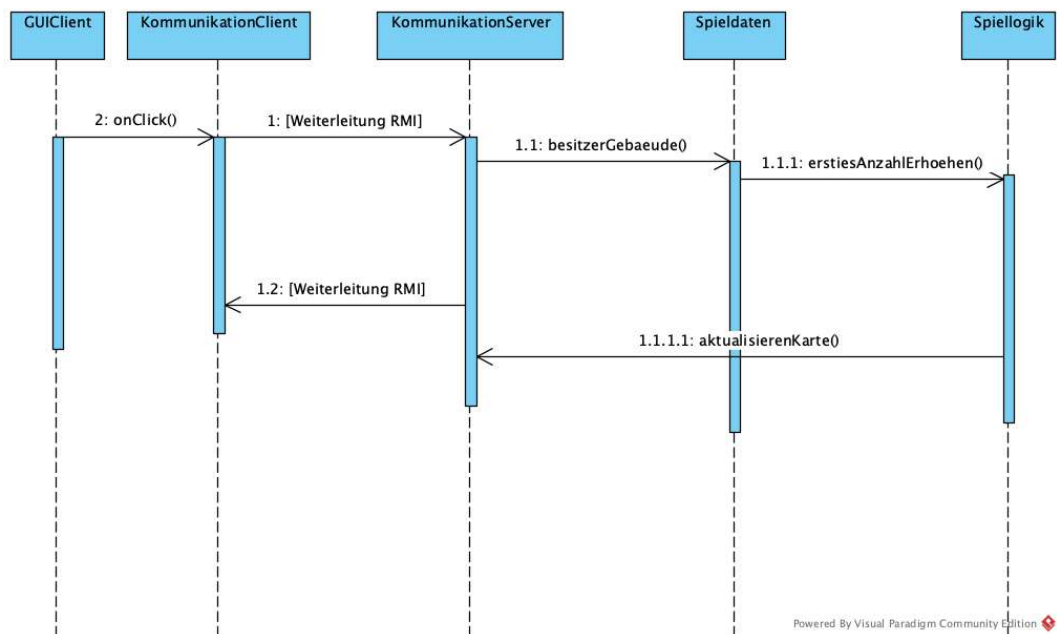 GUIClient
KommunikationClient
KommunikationServer
Spieldaten
Spiellogik
2: onClick()
1: [Weiterleitung RMI]
1.1: besitzerGebaeude()
1.1.1: erstiesAnzahlErhoehen()
1.2: [Weiterleitung RMI]
1.1.1.1: aktualisierenKarte()
Powered By Visual Paradigm Community Edition